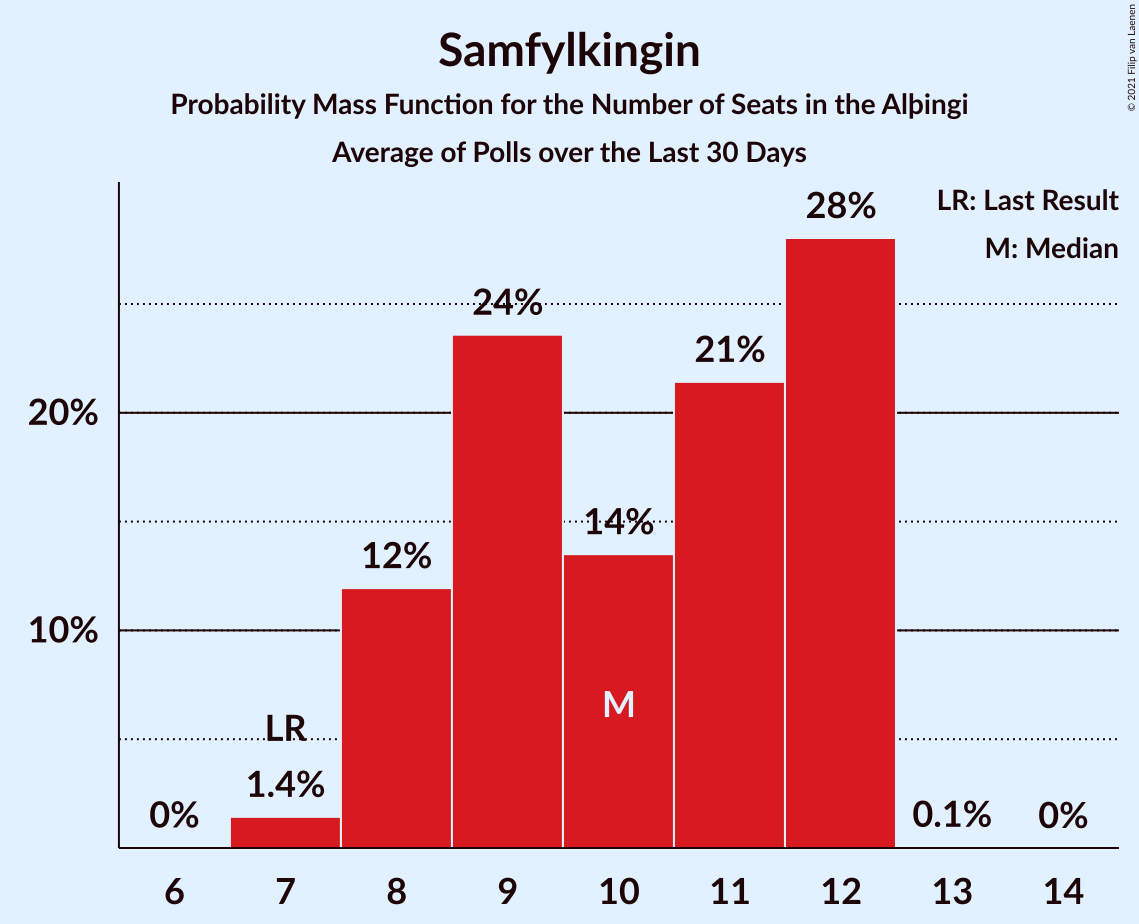 Samfylkingin
Probability Mass Function for the Number of Seats in the Alþingi
Average of Polls over the Last 30 Days
© 2021 Filip van Laenen
LR: Last Result
M: Median
28%
24%
21%
20%
14%
12%
10%
M
LR
1.4%
0%
0.1%
0%
6 7 8 9 10 11 12 13 14